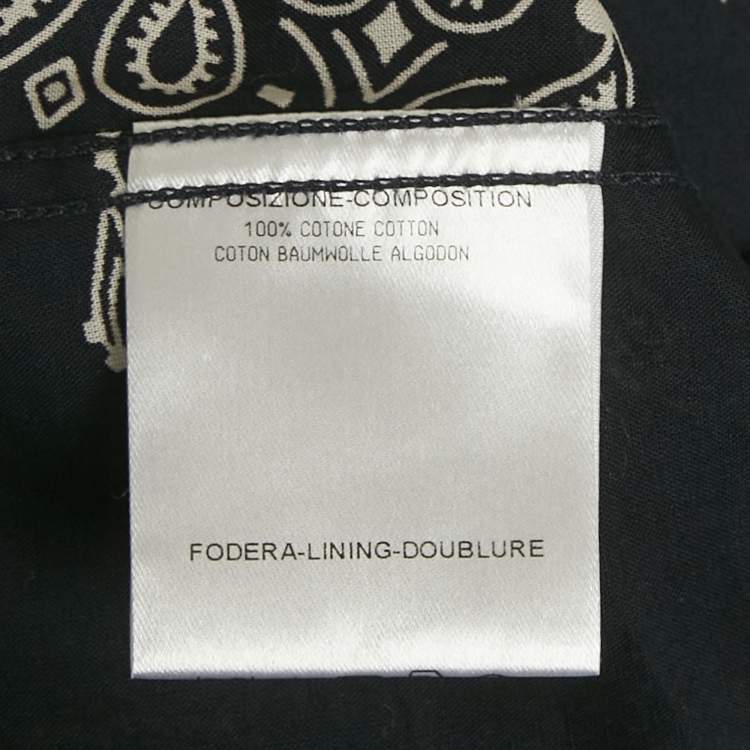 COMPOSIZIONE-COMPOSITION
100% COTONE COTTON
COTON BAUMWOLLE ALGODON
FODERA-LINING-DOUBLURE